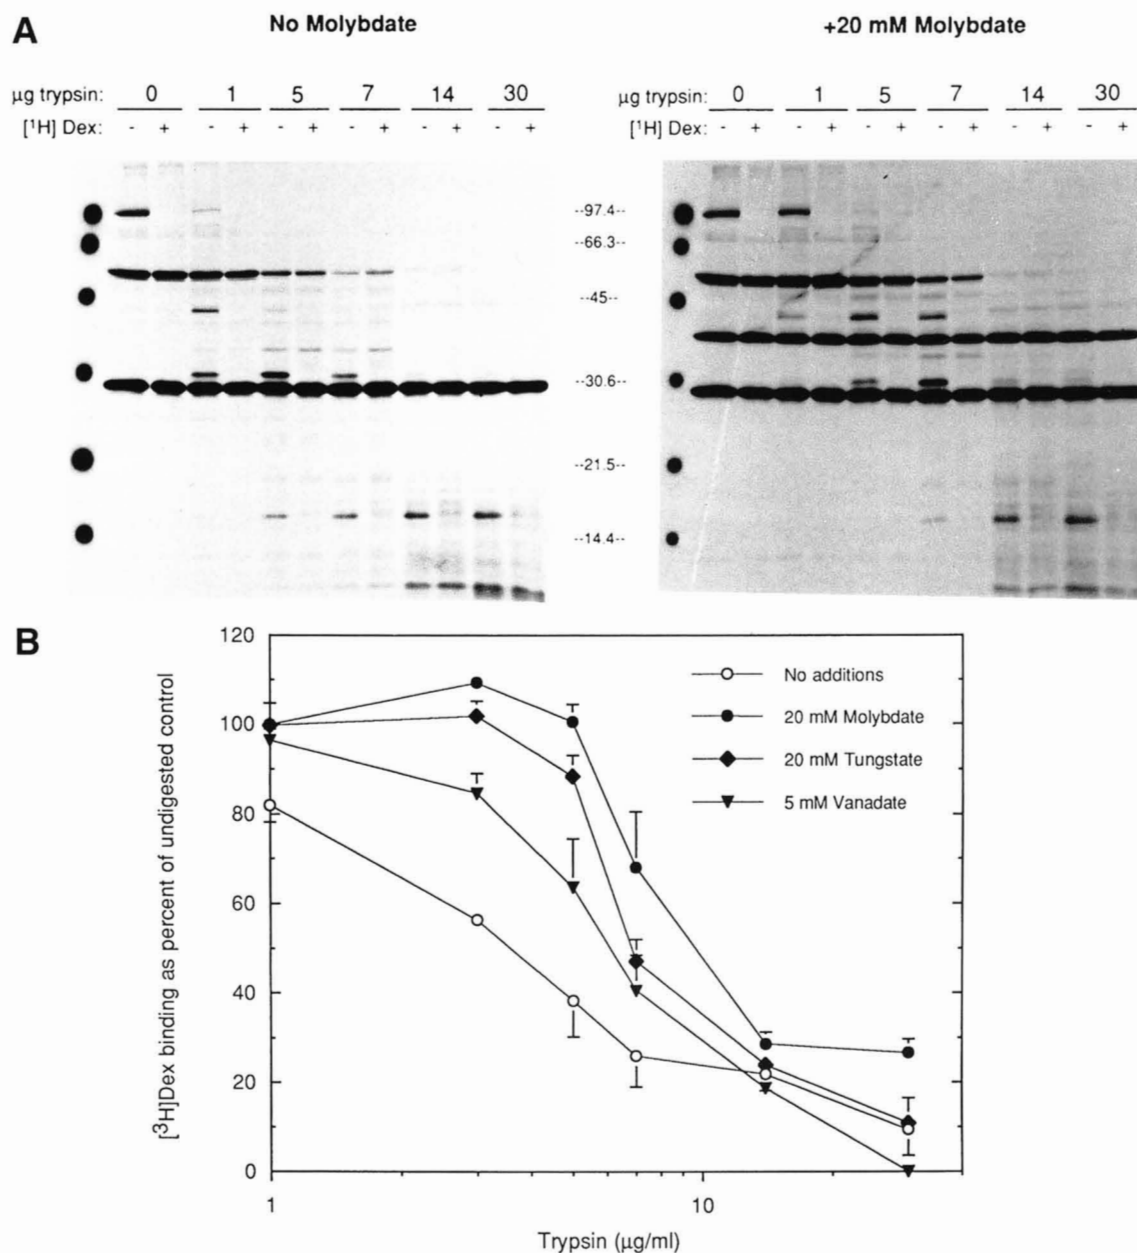 A
No Molybdate
+20 mM Molybdate
µg trypsin: 0 1 5 7 14 30
µg trypsin: 0 1 5 7 14 30
[¹H] Dex: - + - + - + - + - + - +
[¹H] Dex: - + - + - + - + - + - +
--97.4--
--66.3--
--45--
--30.6--
--21.5--
--14.4--
B
120
100
80
60
40
20
0
[³H]Dex binding as percent of undigested control
No additions
20 mM Molybdate
20 mM Tungstate
5 mM Vanadate
1 10
Trypsin (µg/ml)